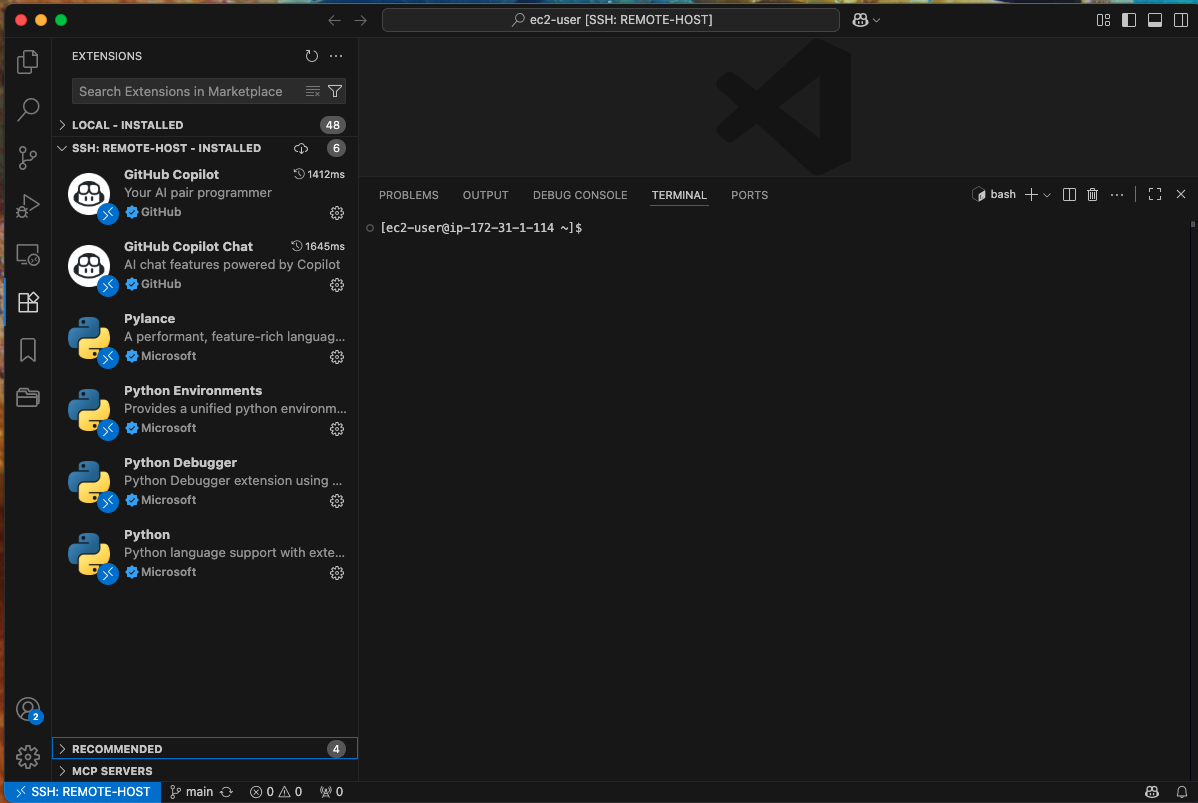 ec2-user [SSH: REMOTE-HOST]
EXTENSIONS
Search Extensions in Marketplace
LOCAL - INSTALLED 48
SSH: REMOTE-HOST - INSTALLED 6
GitHub Copilot 1412ms
Your AI pair programmer
GitHub
GitHub Copilot Chat 1645ms
AI chat features powered by Copilot
GitHub
Pylance
A performant, feature-rich languag...
Microsoft
Python Environments
Provides a unified python environm...
Microsoft
Python Debugger
Python Debugger extension using ...
Microsoft
Python
Python language support with exte...
Microsoft
RECOMMENDED 4
MCP SERVERS
2
PROBLEMS OUTPUT DEBUG CONSOLE TERMINAL PORTS bash
[ec2-user@ip-172-31-1-114 ~]$
SSH: REMOTE-HOST main 0 0 0